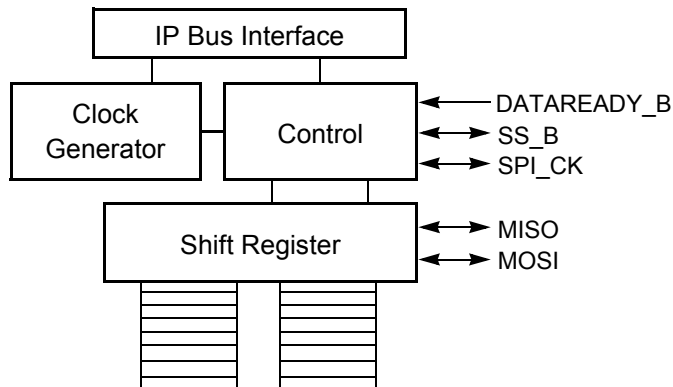 IP Bus Interface
Clock
Generator
Control
DATAREADY_B
SS_B
SPI_CK
Shift Register
MISO
MOSI